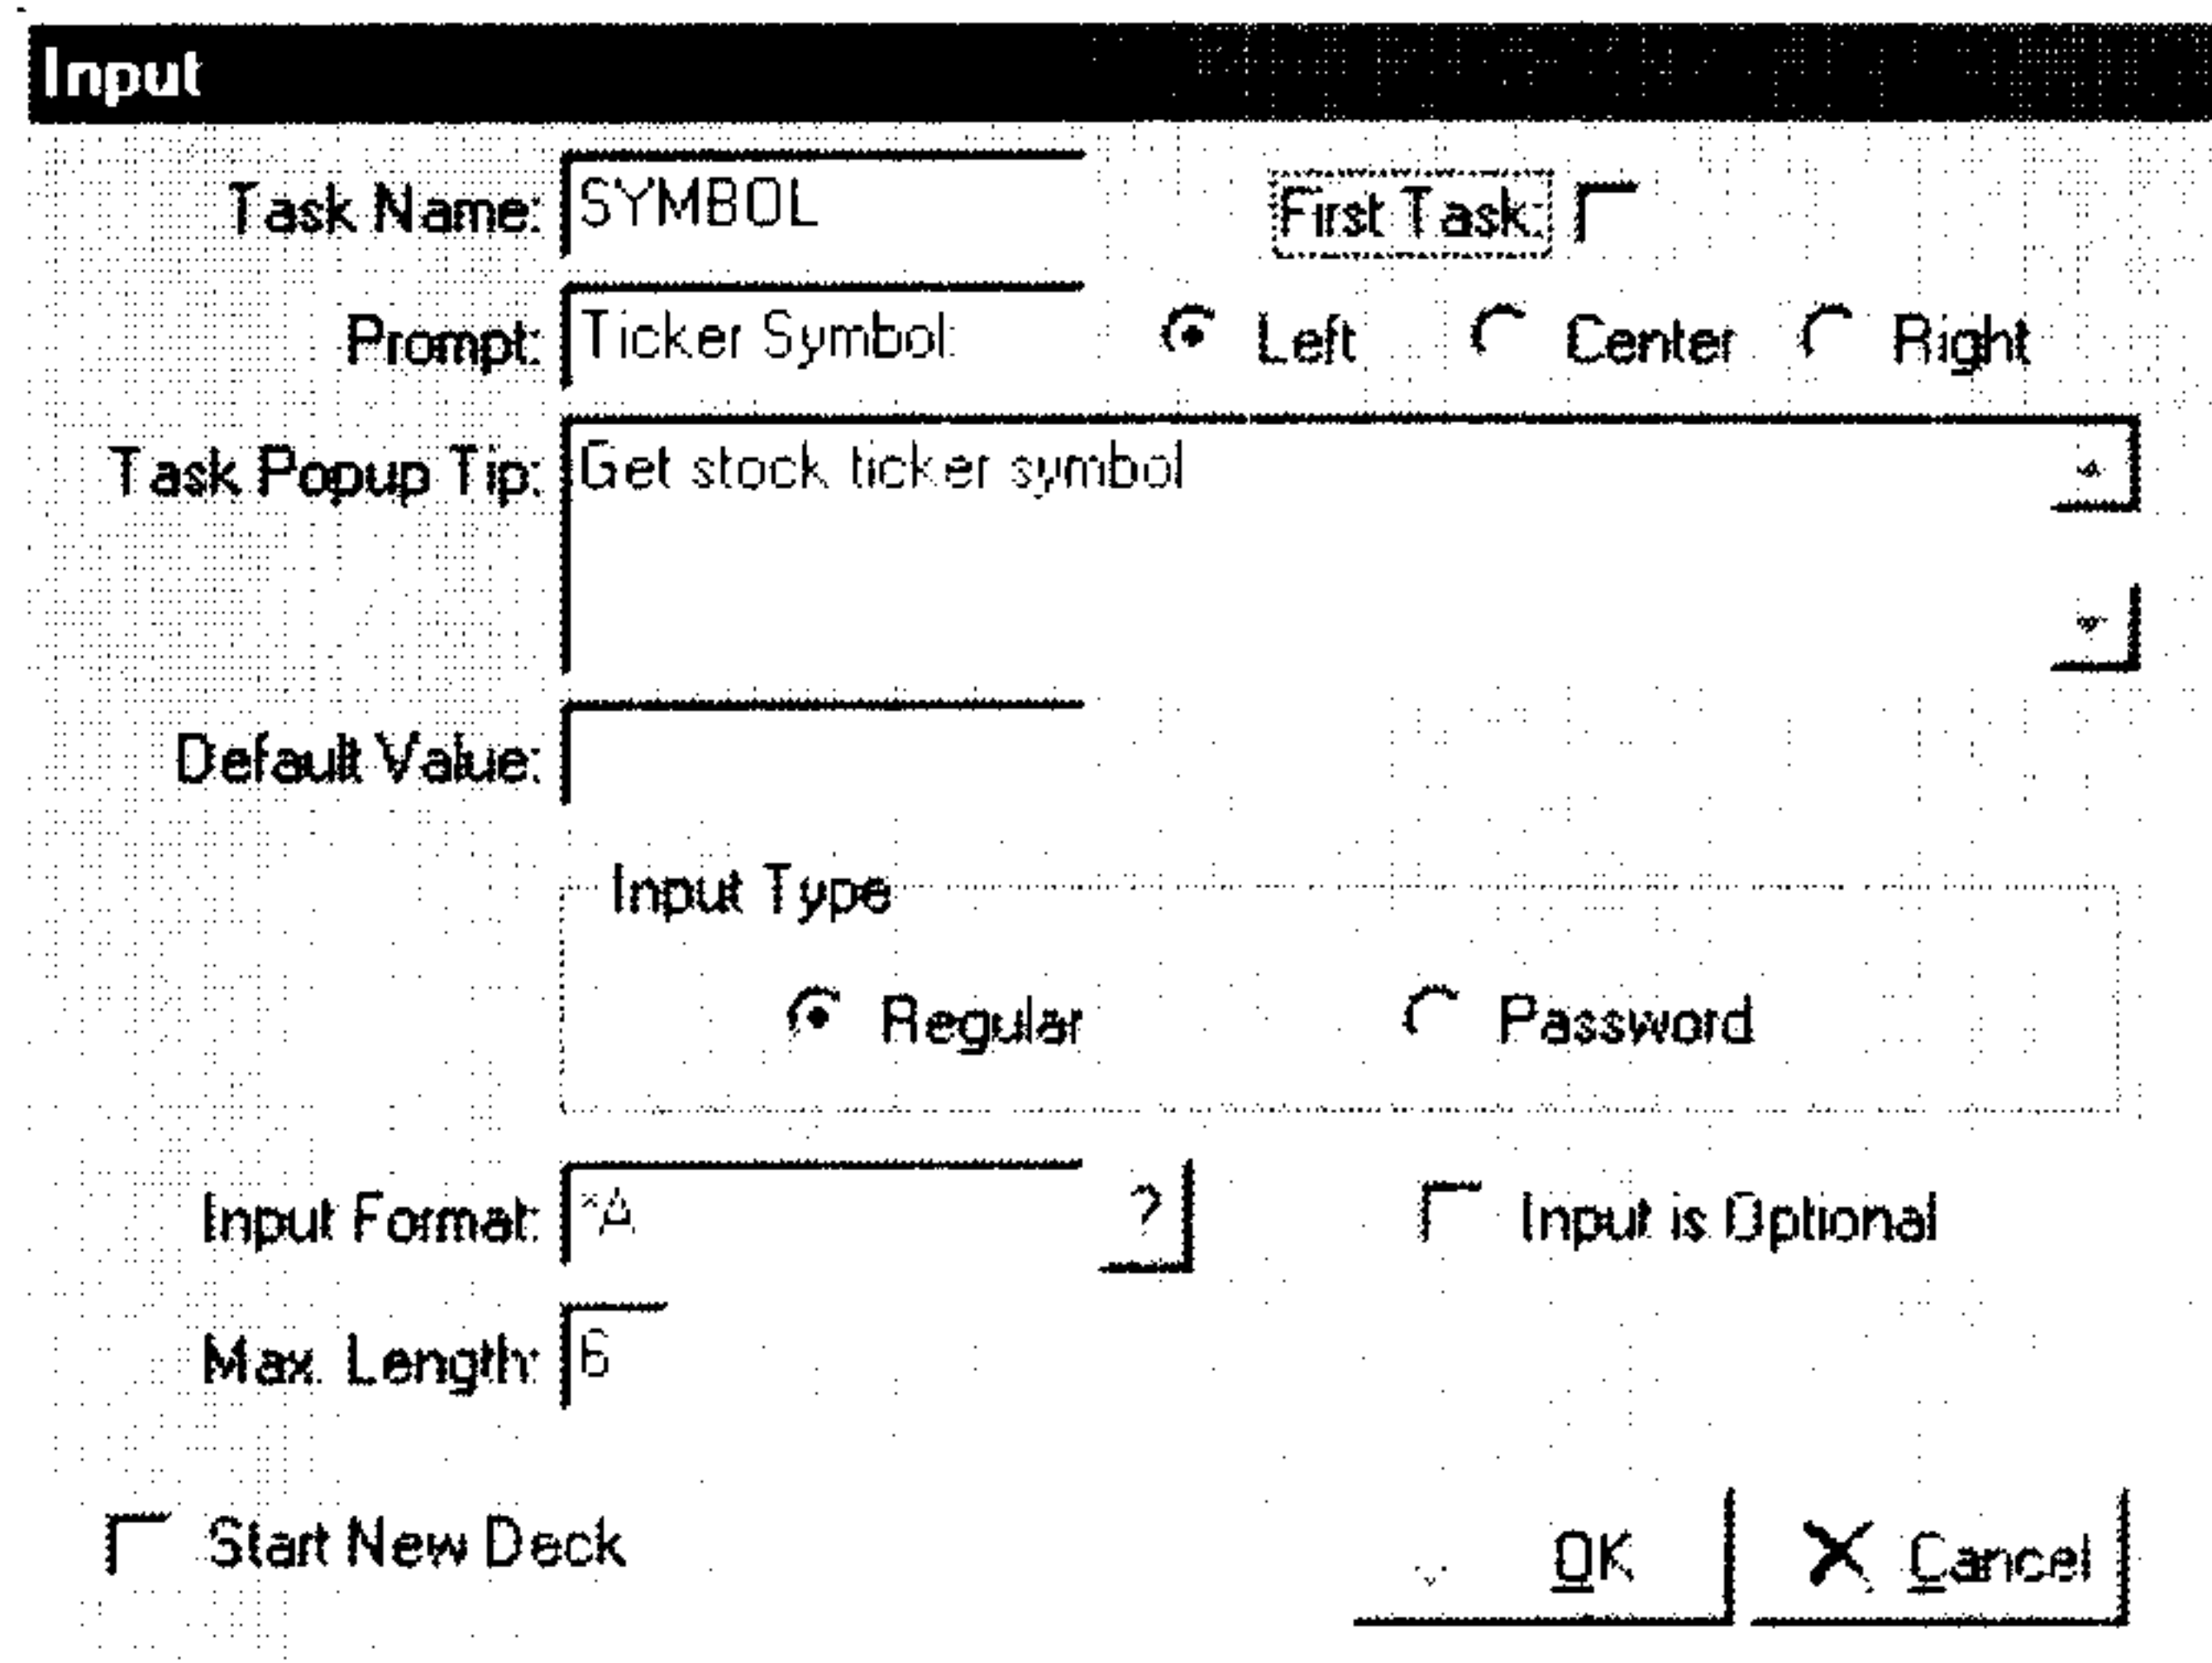 Input
Task Name: SYMBOL First Task:
Prompt: Ticker Symbol: Left Center Right
Task Popup Tip: Get stock ticker symbol
Default Value:
Input Type
Regular Password
Input Format: *A ? Input is Optional
Max. Length: 6
Start New Deck OK Cancel